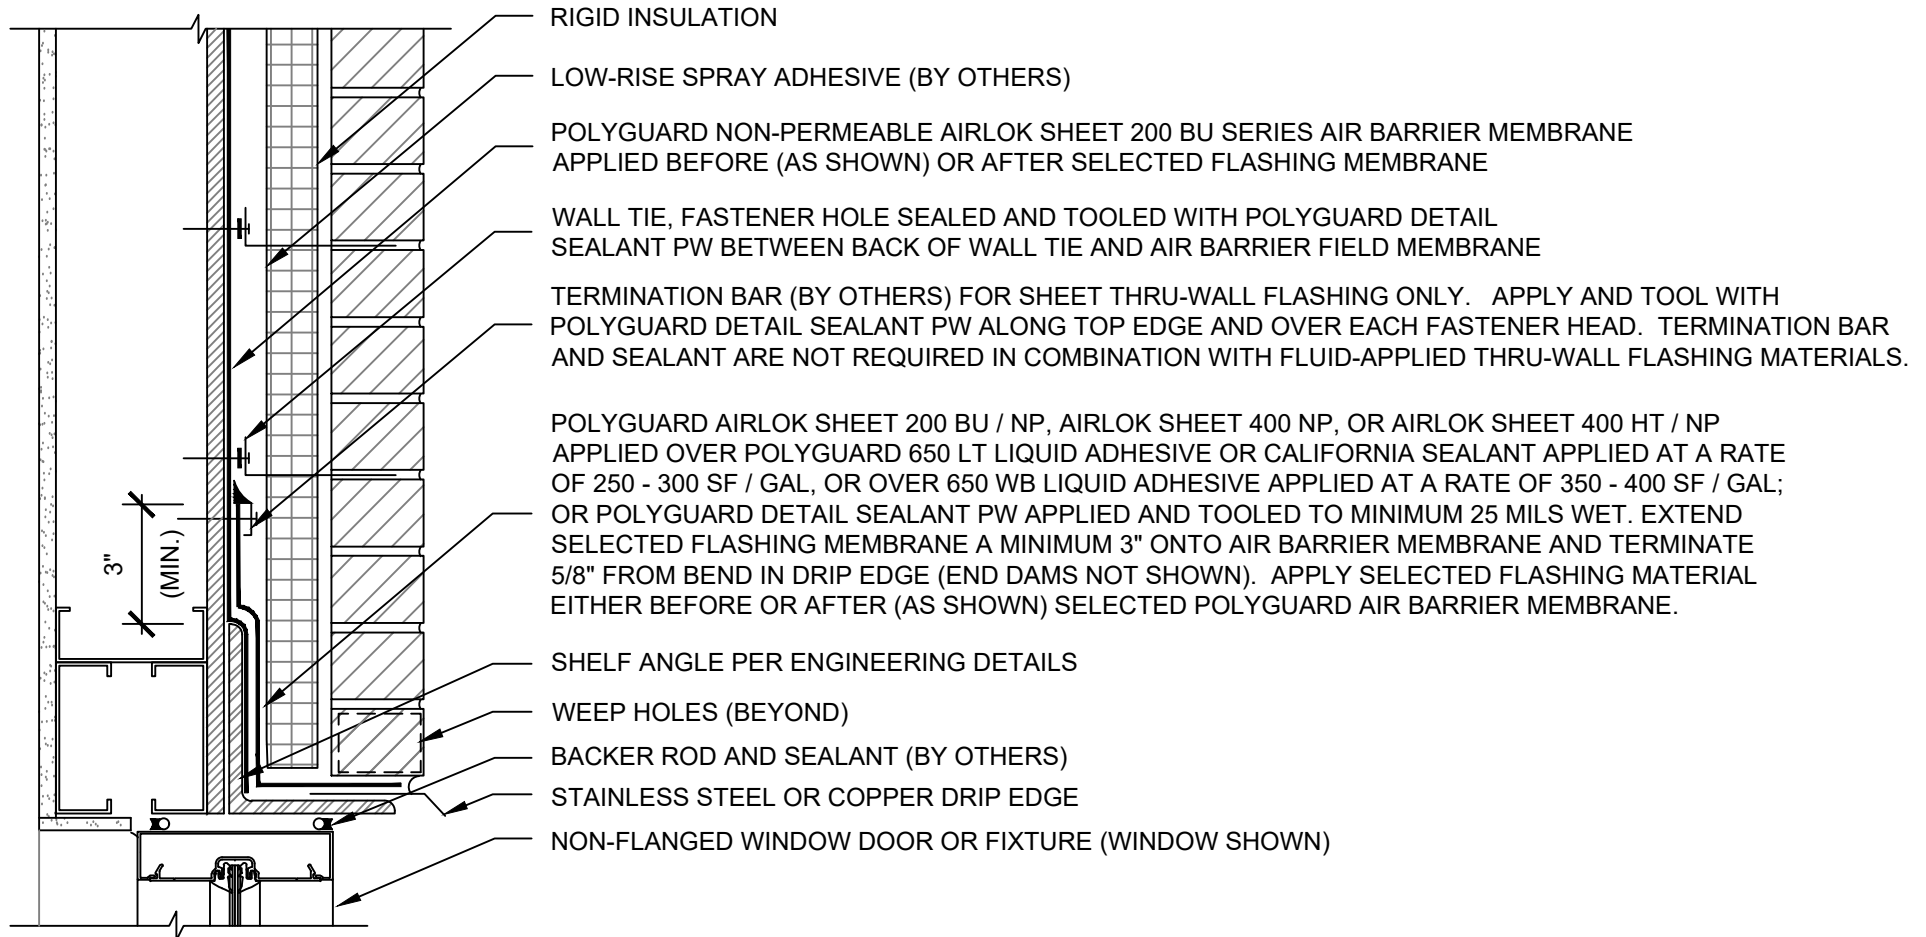 RIGID INSULATION
LOW-RISE SPRAY ADHESIVE (BY OTHERS)
POLYGUARD NON-PERMEABLE AIRLOK SHEET 200 BU SERIES AIR BARRIER MEMBRANE
APPLIED BEFORE (AS SHOWN) OR AFTER SELECTED FLASHING MEMBRANE
WALL TIE, FASTENER HOLE SEALED AND TOOLED WITH POLYGUARD DETAIL
SEALANT PW BETWEEN BACK OF WALL TIE AND AIR BARRIER FIELD MEMBRANE
TERMINATION BAR (BY OTHERS) FOR SHEET THRU-WALL FLASHING ONLY. APPLY AND TOOL WITH
POLYGUARD DETAIL SEALANT PW ALONG TOP EDGE AND OVER EACH FASTENER HEAD. TERMINATION BAR
AND SEALANT ARE NOT REQUIRED IN COMBINATION WITH FLUID-APPLIED THRU-WALL FLASHING MATERIALS.
POLYGUARD AIRLOK SHEET 200 BU / NP, AIRLOK SHEET 400 NP, OR AIRLOK SHEET 400 HT / NP
APPLIED OVER POLYGUARD 650 LT LIQUID ADHESIVE OR CALIFORNIA SEALANT APPLIED AT A RATE
OF 250 - 300 SF / GAL, OR OVER 650 WB LIQUID ADHESIVE APPLIED AT A RATE OF 350 - 400 SF / GAL;
OR POLYGUARD DETAIL SEALANT PW APPLIED AND TOOLED TO MINIMUM 25 MILS WET. EXTEND
SELECTED FLASHING MEMBRANE A MINIMUM 3" ONTO AIR BARRIER MEMBRANE AND TERMINATE
5/8" FROM BEND IN DRIP EDGE (END DAMS NOT SHOWN). APPLY SELECTED FLASHING MATERIAL
EITHER BEFORE OR AFTER (AS SHOWN) SELECTED POLYGUARD AIR BARRIER MEMBRANE.
3"
(MIN.)
SHELF ANGLE PER ENGINEERING DETAILS
WEEP HOLES (BEYOND)
BACKER ROD AND SEALANT (BY OTHERS)
STAINLESS STEEL OR COPPER DRIP EDGE
NON-FLANGED WINDOW DOOR OR FIXTURE (WINDOW SHOWN)